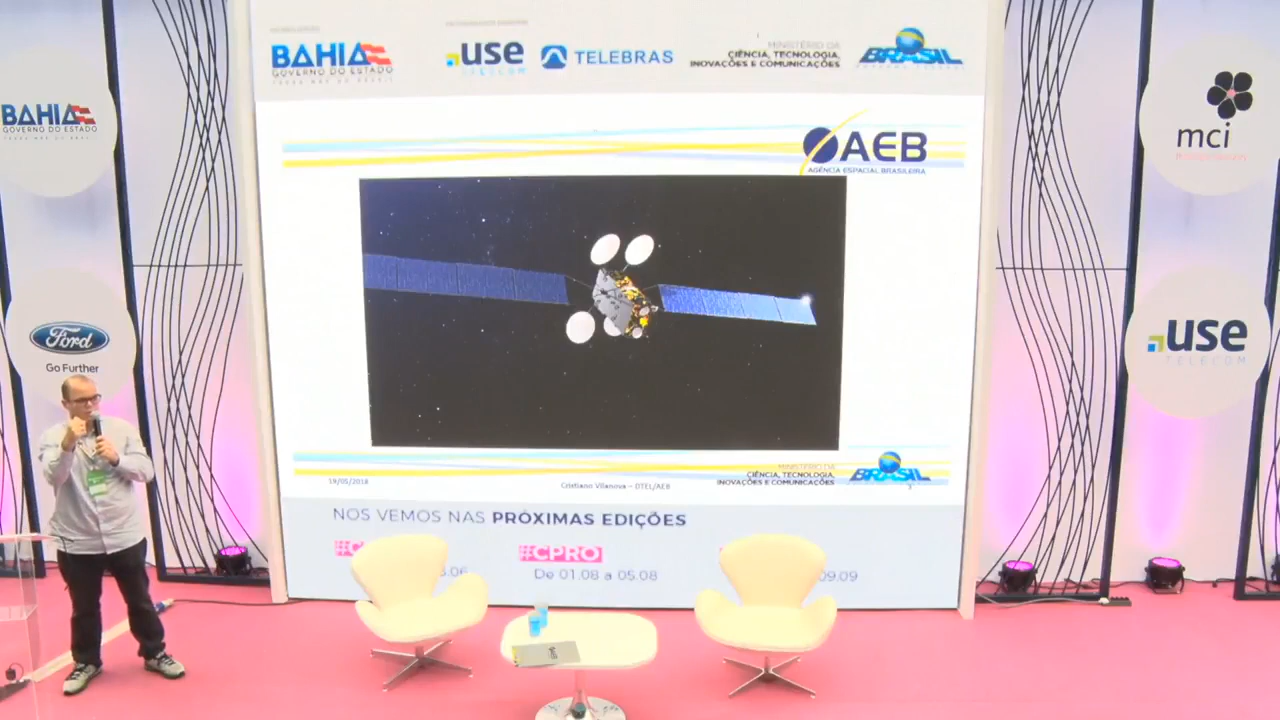 BAHIA
GOVERNO DO ESTADO
use
TELECOM
TELEBRAS
MINISTÉRIO DA
CIÊNCIA, TECNOLOGIA,
INOVAÇÕES E COMUNICAÇÕES
BRASIL
BAHIA
GOVERNO DO ESTADO
mci
AEB
AGÊNCIA ESPACIAL BRASILEIRA
Ford
Go Further
use
TELECOM
19/05/2018
Cristiano Vilanova – DTEL/AEB
MINISTÉRIO DA
CIÊNCIA, TECNOLOGIA,
INOVAÇÕES E COMUNICAÇÕES
BRASIL
NOS VEMOS NAS PRÓXIMAS EDIÇÕES
#CPRO
De 01.08 a 05.08
09.09